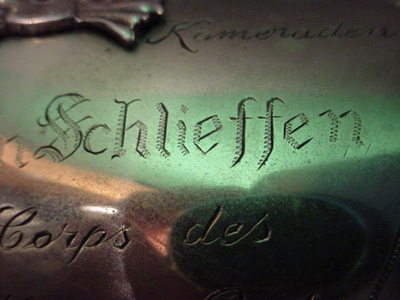 Kameraden
Schlieffen
Corps des